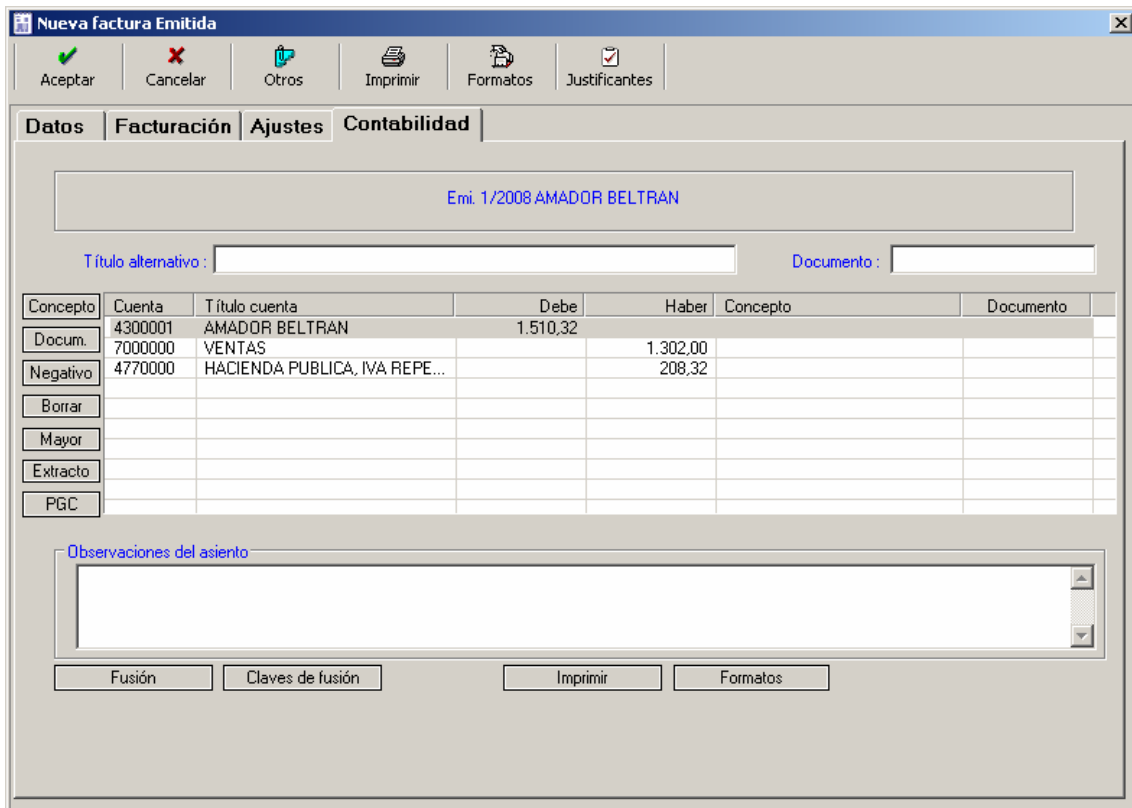 Nueva factura Emitida
Aceptar Cancelar Otros Imprimir Formatos Justificantes
Datos Facturación Ajustes Contabilidad
Emi. 1/2008 AMADOR BELTRAN
Título alternativo : Documento :
Concepto Cuenta Título cuenta Debe Haber Concepto Documento
4300001 AMADOR BELTRAN 1.510,32
Docum.
7000000 VENTAS 1.302,00
Negativo 4770000 HACIENDA PUBLICA, IVA REPE... 208,32
Borrar
Mayor
Extracto
PGC
Observaciones del asiento
Fusión Claves de fusión Imprimir Formatos